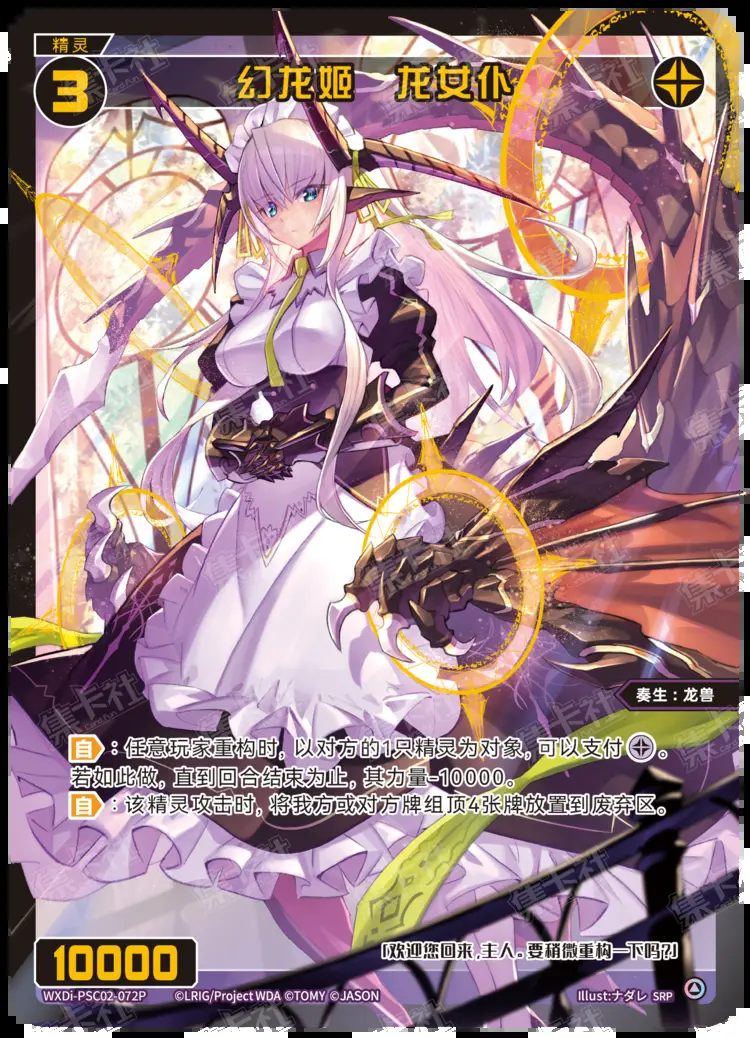 精灵
3
幻龙姬 龙女仆
奏生:龙兽
自:任意玩家重构时,以对方的1只精灵为对象,可以支付。
若如此做,直到回合结束为止,其力量-10000。
自:该精灵攻击时,将我方或对方牌组顶4张牌放置到废弃区。
10000
「欢迎您回来,主人。要稍微重构一下吗?」
WXDi-PSC02-072P ©LRIG/Project WDA ©TOMY ©JASON
Illust:ナダレ SRP
集卡社